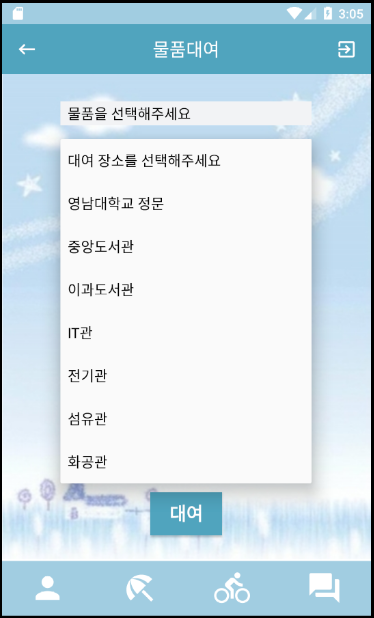 3:05
물품대여
물품을 선택해주세요
대여 장소를 선택해주세요
영남대학교 정문
중앙도서관
이과도서관
IT관
전기관
섬유관
화공관
대여